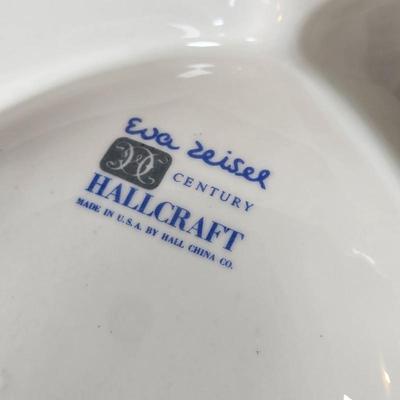 Eva Zeisel
CENTURY
HALLCRAFT
MADE IN U.S.A. BY HALL CHINA CO.